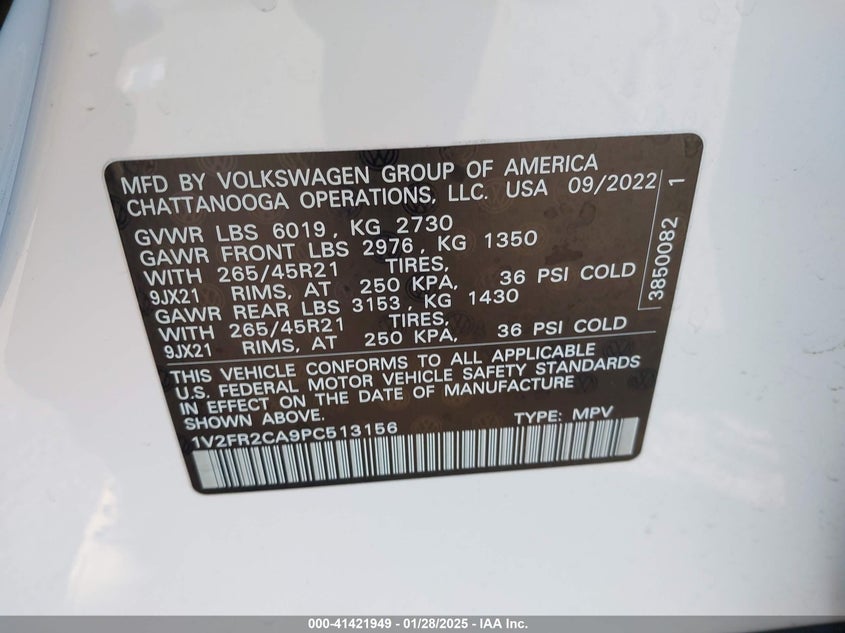 MFD BY VOLKSWAGEN GROUP OF AMERICA
CHATTANOOGA OPERATIONS, LLC. USA 09/2022
GVWR LBS 6019, KG 2730
GAWR FRONT LBS 2976, KG 1350
WITH 265/45R21 TIRES,
9JX21 RIMS, AT 250 KPA, 36 PSI COLD
GAWR REAR LBS 3153, KG 1430
WITH 265/45R21 TIRES,
9JX21 RIMS, AT 250 KPA, 36 PSI COLD
THIS VEHICLE CONFORMS TO ALL APPLICABLE
U.S. FEDERAL MOTOR VEHICLE SAFETY STANDARDS
IN EFFECT ON THE DATE OF MANUFACTURE
SHOWN ABOVE.
1V2FR2CA9PC513156 TYPE: MPV
3850082 1
000-41421949 | 01/28/2025 | © IAA Inc.